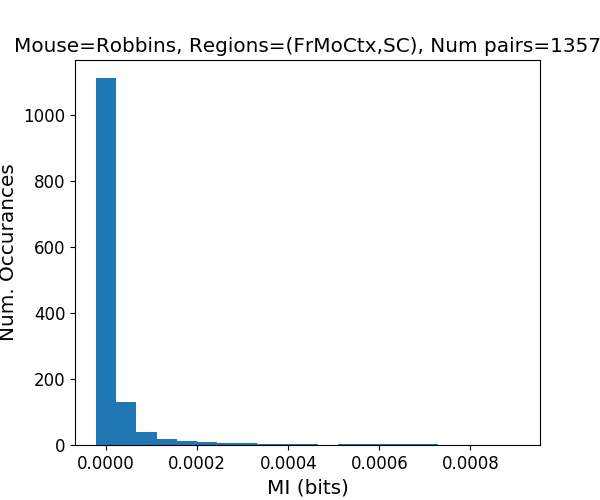 Mouse=Robbins, Regions=(FrMoCtx,SC), Num pairs=1357
1000
800
600
400
200
0
Num. Occurances
0.0000 0.0002 0.0004 0.0006 0.0008
MI (bits)